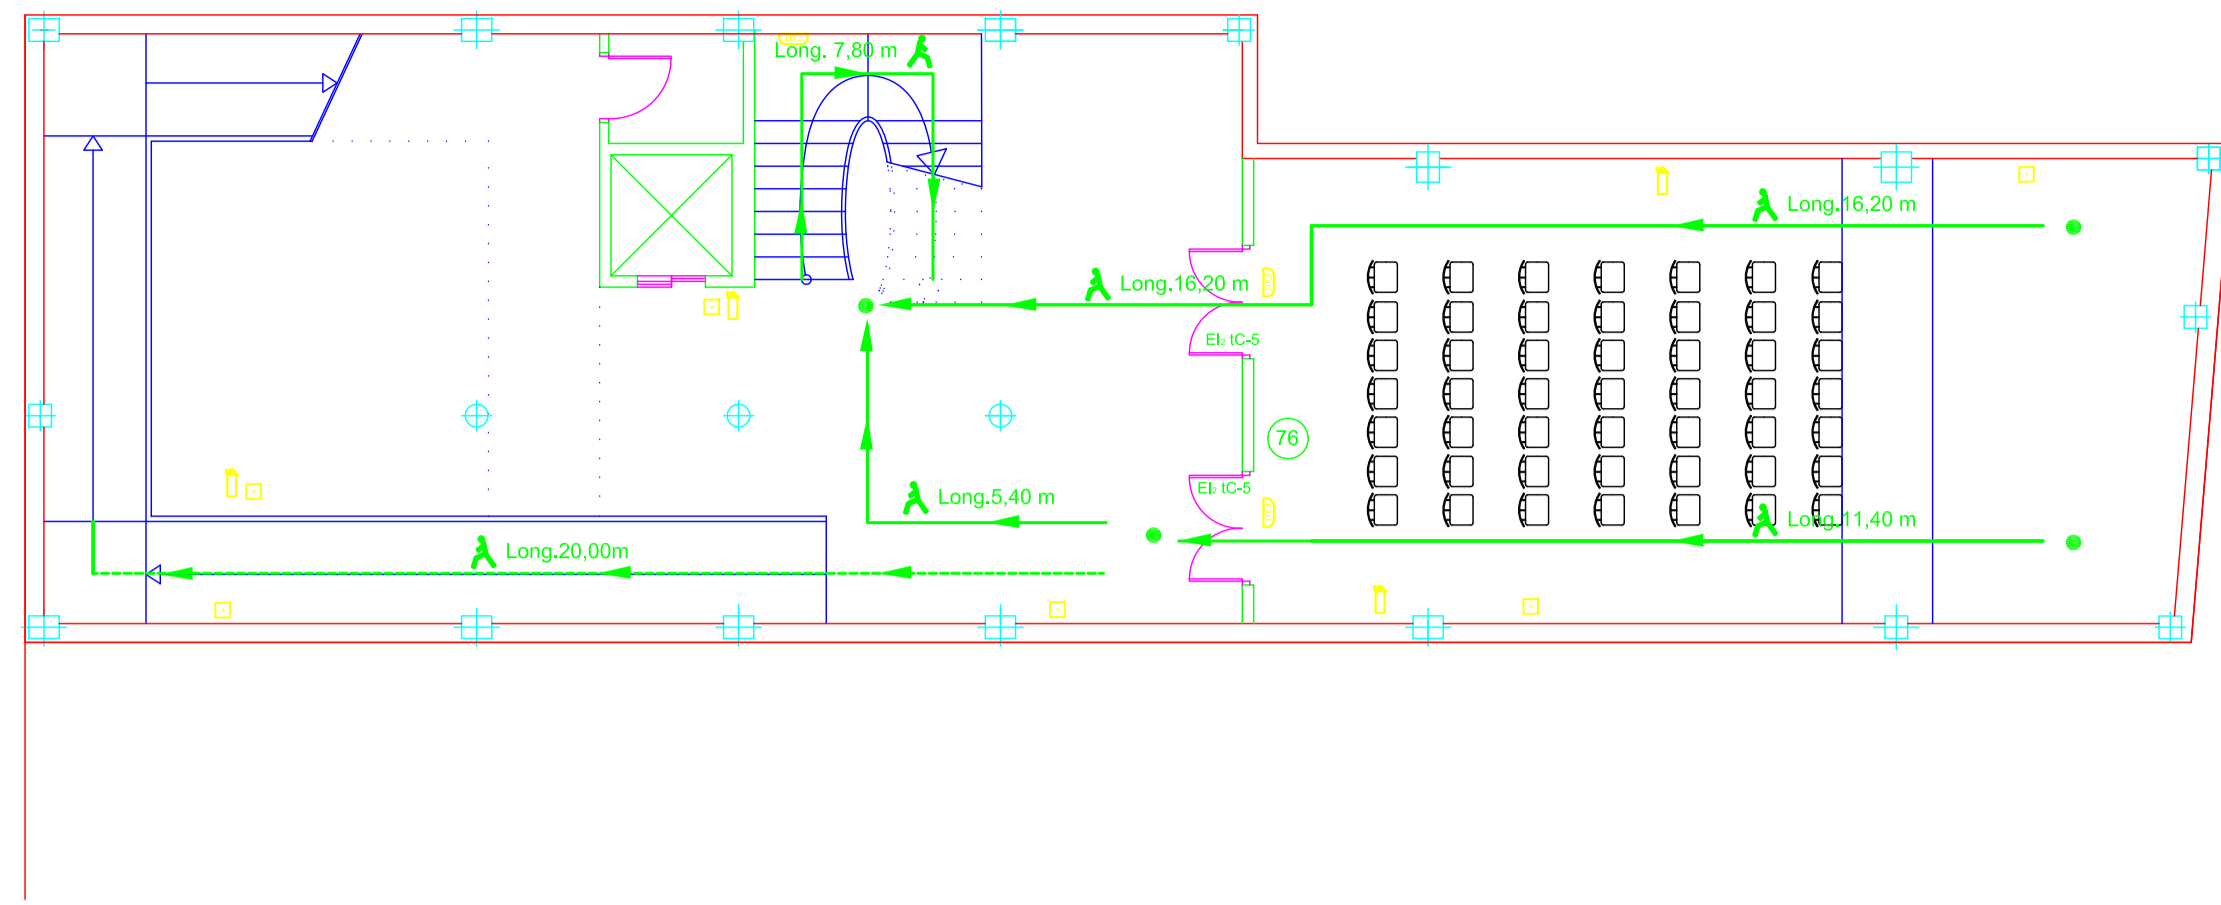 Long. 7,80 m
Long.16,20 m
Long.16,20 m
EI₂ tC-5
76
EI₂ tC-5
Long.5,40 m
Long.11,40 m
Long.20,00m